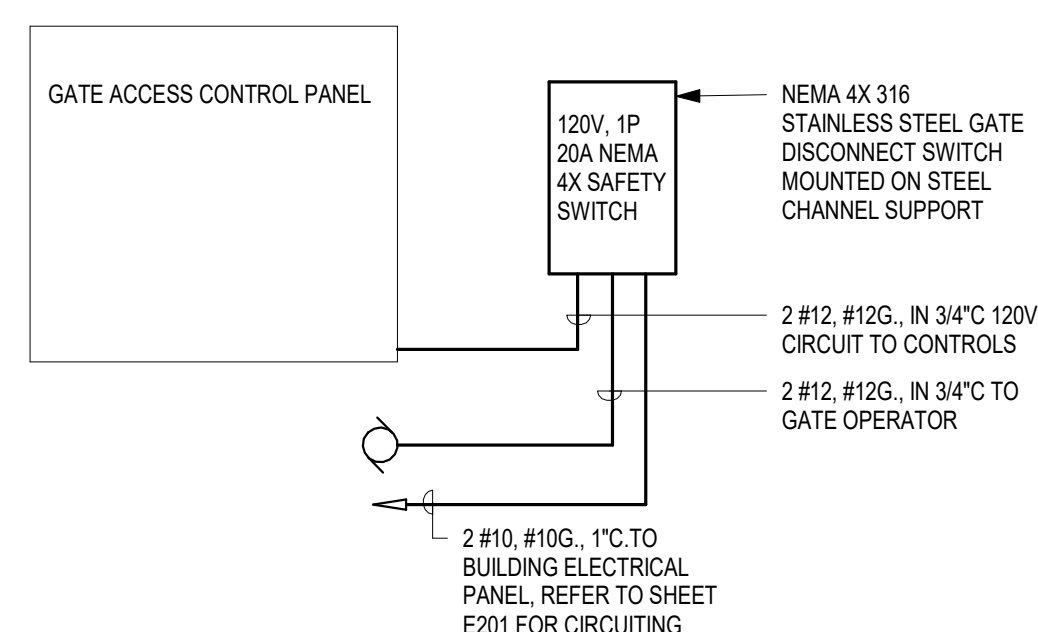 GATE ACCESS CONTROL PANEL
120V, 1P
20A NEMA
4X SAFETY
SWITCH
NEMA 4X 316
STAINLESS STEEL GATE
DISCONNECT SWITCH
MOUNTED ON STEEL
CHANNEL SUPPORT
2 #12, #12G., IN 3/4"C 120V
CIRCUIT TO CONTROLS
2 #12, #12G., IN 3/4"C TO
GATE OPERATOR
2 #10, #10G., 1"C.TO
BUILDING ELECTRICAL
PANEL, REFER TO SHEET
E201 FOR CIRCUITING